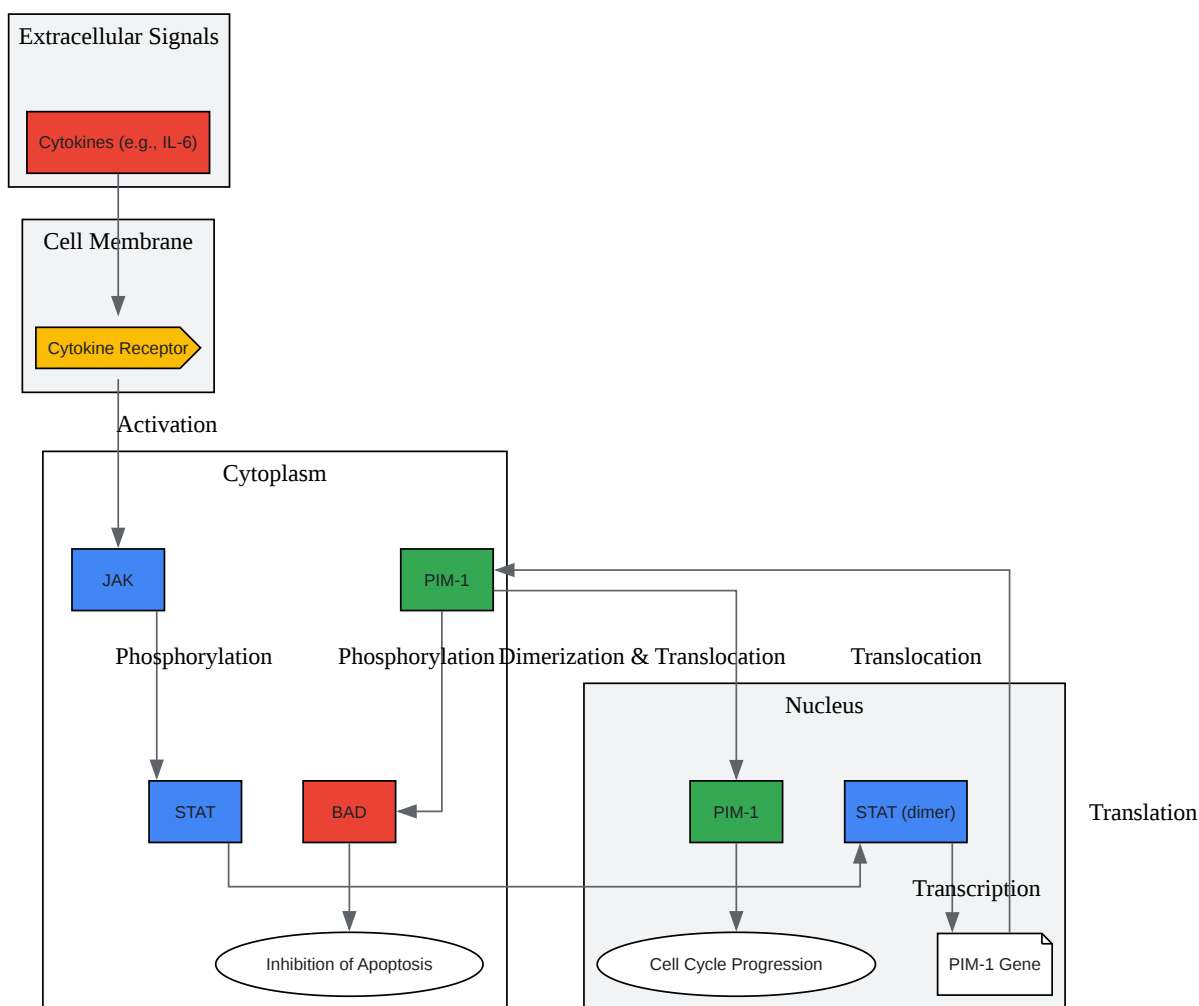 Extracellular Signals
Cytokines (e.g., IL-6)
Cell Membrane
Cytokine Receptor
Activation
Cytoplasm
JAK
PIM-1
Phosphorylation
Phosphorylation
Dimerization & Translocation
Translocation
Nucleus
STAT
BAD
PIM-1
STAT (dimer)
Translation
Transcription
Inhibition of Apoptosis
Cell Cycle Progression
PIM-1 Gene